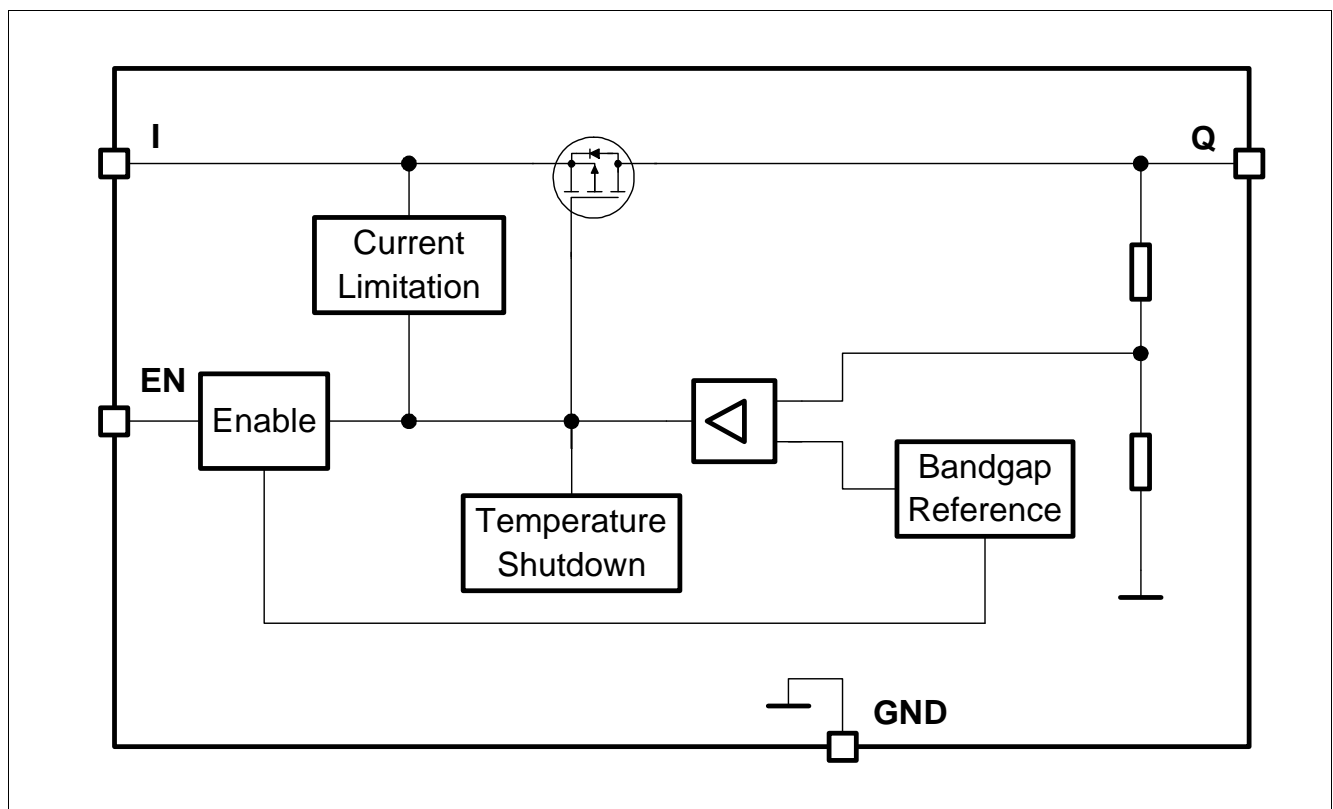 I
Q
Current
Limitation
EN
Enable
Bandgap
Reference
Temperature
Shutdown
GND